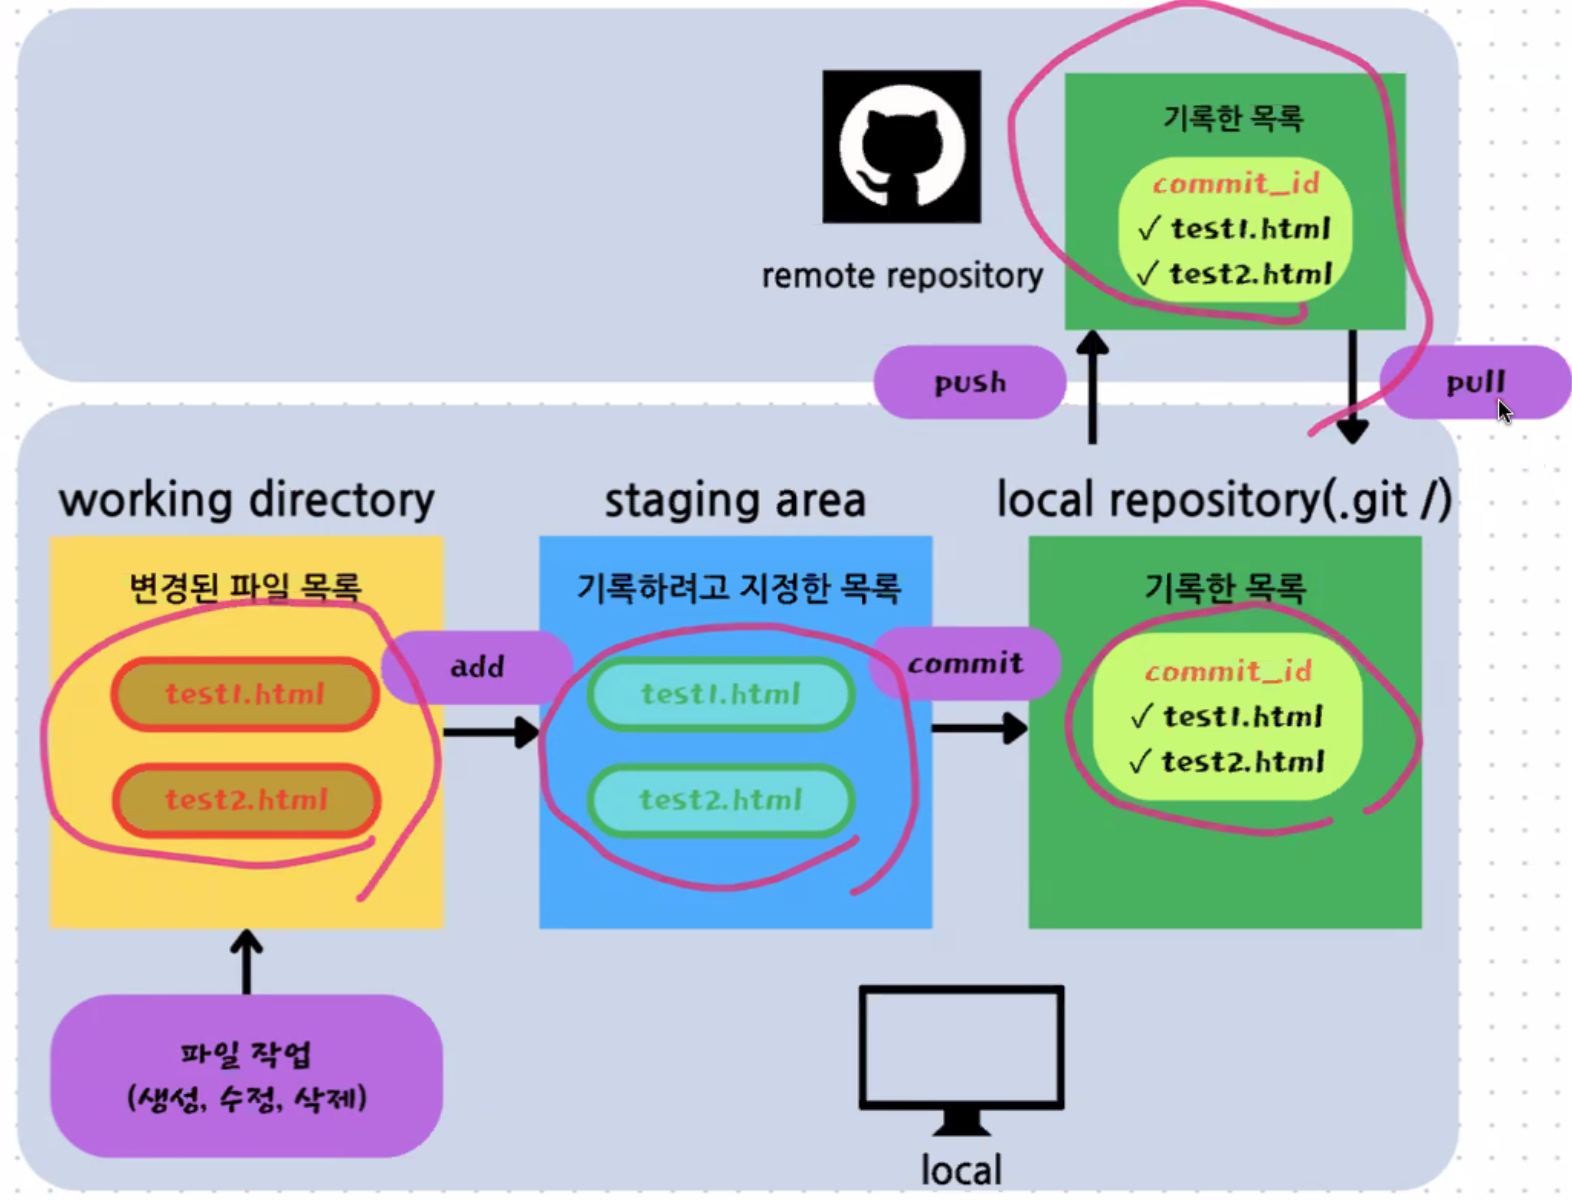 기록한 목록
commit_id
✓ test1.html
✓ test2.html
remote repository
push
pull
working directory
staging area
local repository(.git /)
변경된 파일 목록
기록하려고 지정한 목록
기록한 목록
add
commit
test1.html
test2.html
test1.html
test2.html
commit_id
✓ test1.html
✓ test2.html
파일 작업
(생성, 수정, 삭제)
local